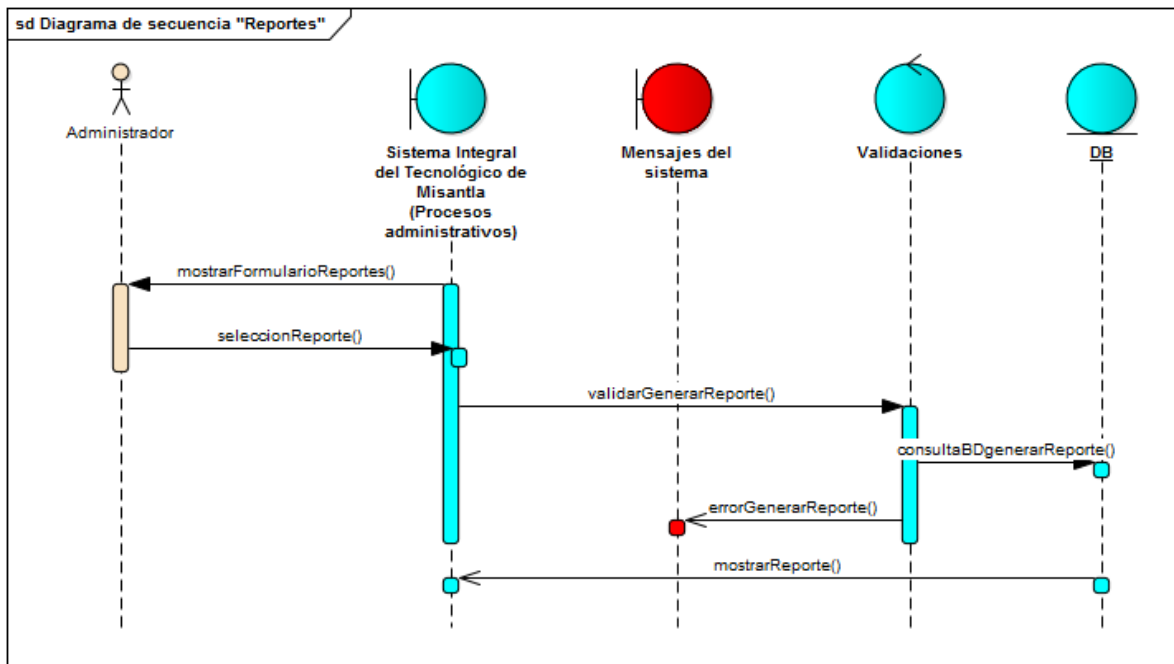 sd Diagrama de secuencia "Reportes"
Administrador
Sistema Integral
del Tecnológico de
Misantla
(Procesos
administrativos)
Mensajes del
sistema
Validaciones
DB
mostrarFormularioReportes()
seleccionReporte()
validarGenerarReporte()
consultaBDgenerarReporte()
errorGenerarReporte()
mostrarReporte()